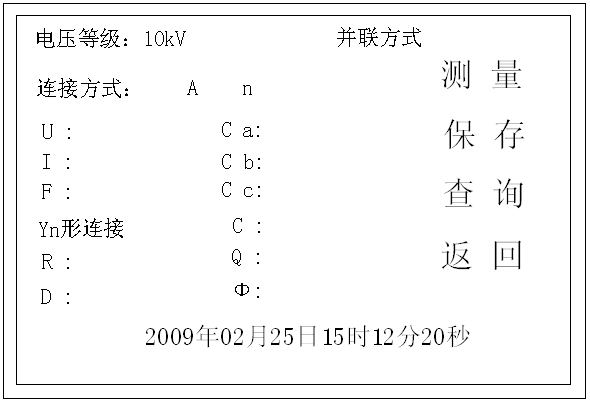 电压等级：10kV 并联方式
测 量
连接方式： A n
U : C a:
保 存
I : C b:
F : C c:
查 询
Yn形连接 C :
R : Q :
返 回
D : Φ:
2009年02月25日15时12分20秒